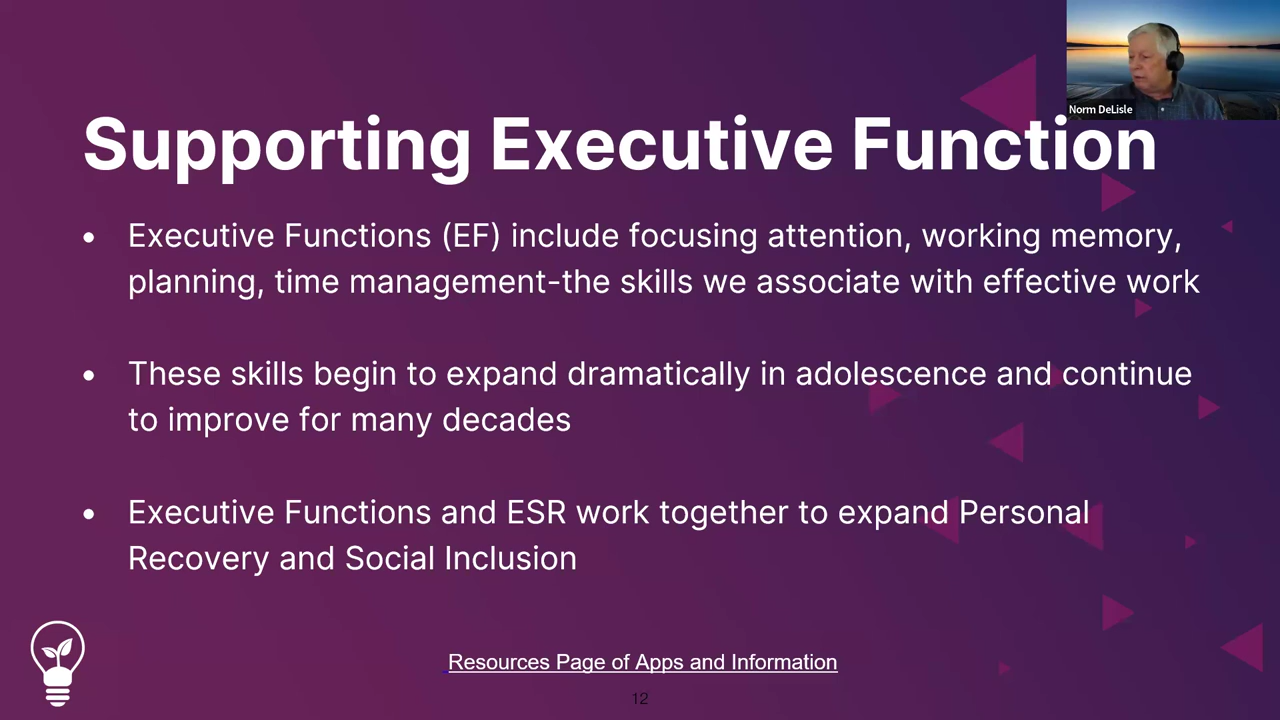 Norm DeLisle
Supporting Executive Function
• Executive Functions (EF) include focusing attention, working memory,
planning, time management-the skills we associate with effective work
• These skills begin to expand dramatically in adolescence and continue
to improve for many decades
• Executive Functions and ESR work together to expand Personal
Recovery and Social Inclusion
Resources Page of Apps and Information
12